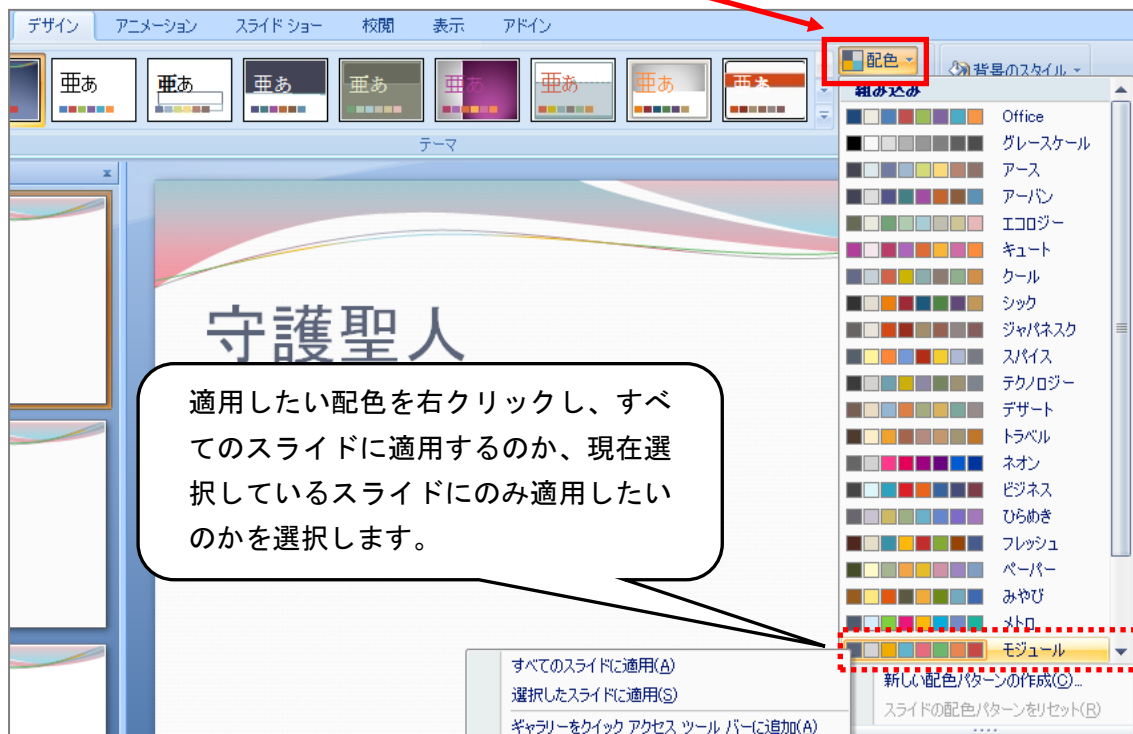 デザイン アニメーション スライド ショー 校閲 表示 アドイン
亜あ 亜あ 亜あ 亜あ 亜あ 亜あ 亜あ 亜あ
配色
背景のスタイル
テーマ
組み込み
Office
グレースケール
アース
アーバン
エコロジー
キュート
クール
シック
ジャパネスク
スパイス
テクノロジー
デザート
トラベル
ネオン
ビジネス
ひらめき
フレッシュ
ペーパー
みやび
メトロ
モジュール
新しい配色パターンの作成(C)...
スライドの配色パターンをリセット(R)
守護聖人
適用したい配色を右クリックし、すべ
てのスライドに適用するのか、現在選
択しているスライドにのみ適用したい
のかを選択します。
すべてのスライドに適用(A)
選択したスライドに適用(S)
ギャラリーをクイック アクセス ツール バーに追加(A)